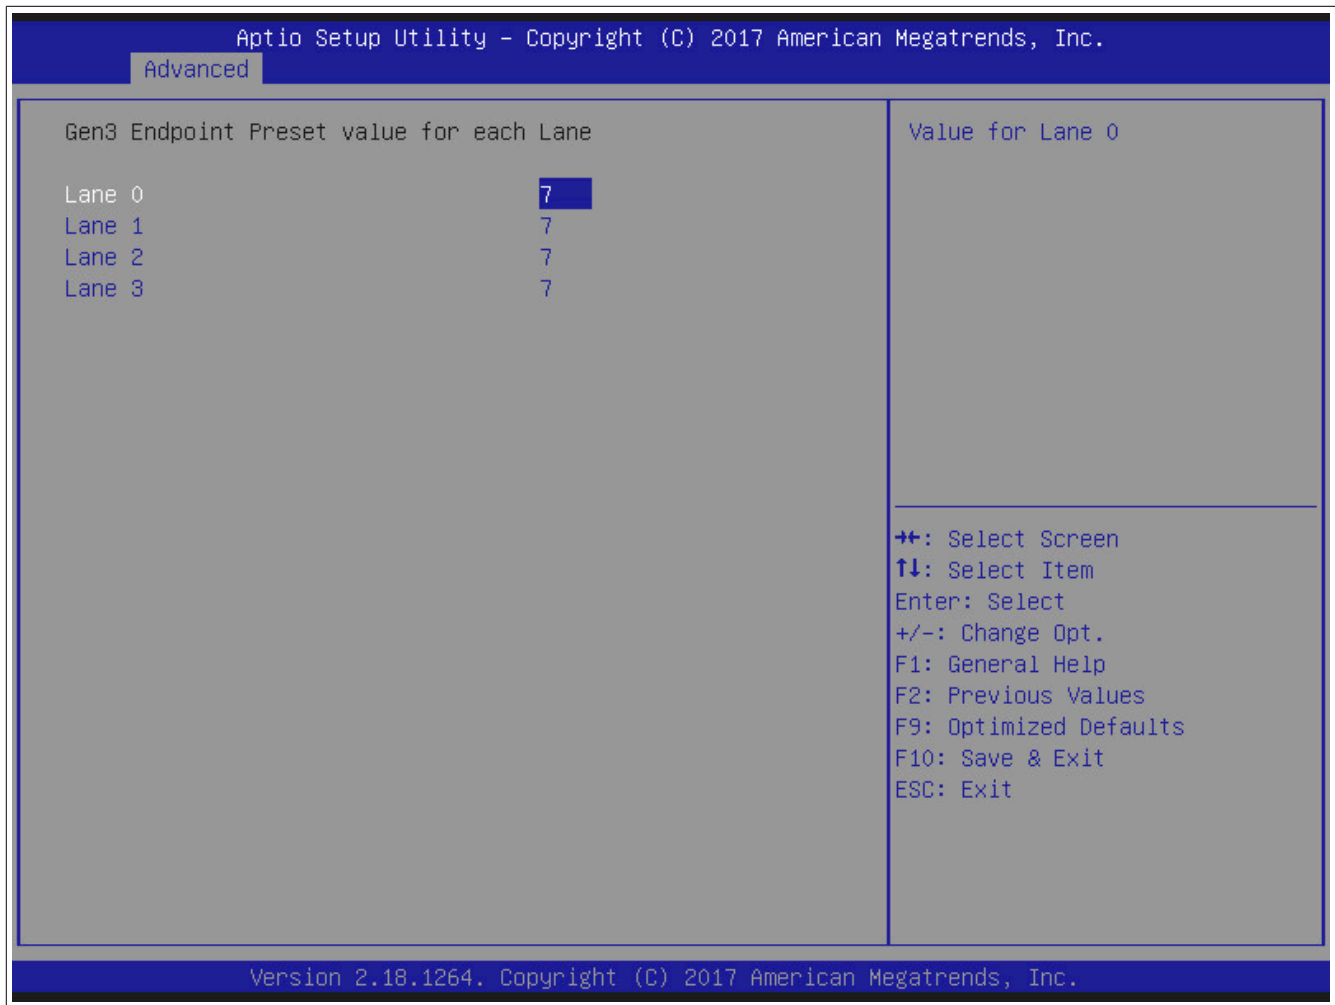 Aptio Setup Utility – Copyright (C) 2017 American Megatrends, Inc.
Advanced
Gen3 Endpoint Preset value for each Lane
Lane 0 7
Lane 1 7
Lane 2 7
Lane 3 7
Value for Lane 0
→←: Select Screen
↑↓: Select Item
Enter: Select
+/-: Change Opt.
F1: General Help
F2: Previous Values
F9: Optimized Defaults
F10: Save & Exit
ESC: Exit
Version 2.18.1264. Copyright (C) 2017 American Megatrends, Inc.